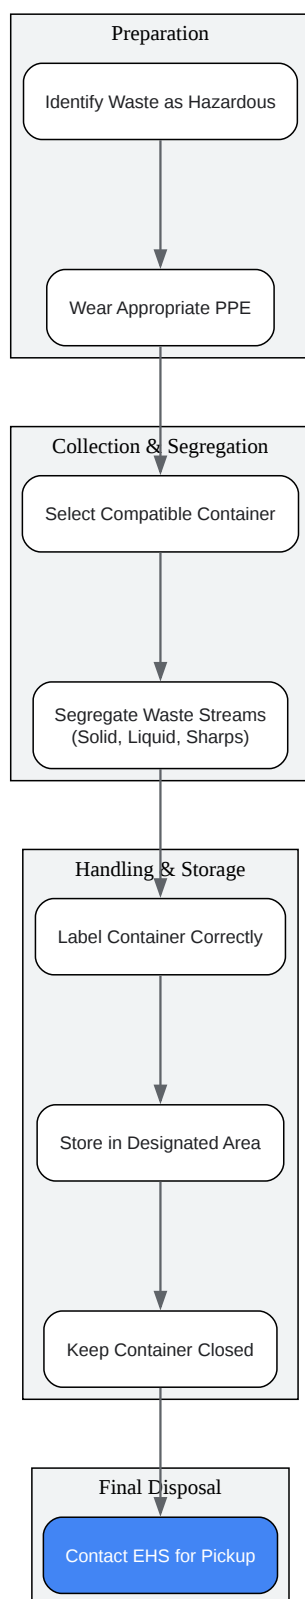 Preparation
Identify Waste as Hazardous
Wear Appropriate PPE
Collection & Segregation
Select Compatible Container
Segregate Waste Streams
(Solid, Liquid, Sharps)
Handling & Storage
Label Container Correctly
Store in Designated Area
Keep Container Closed
Final Disposal
Contact EHS for Pickup